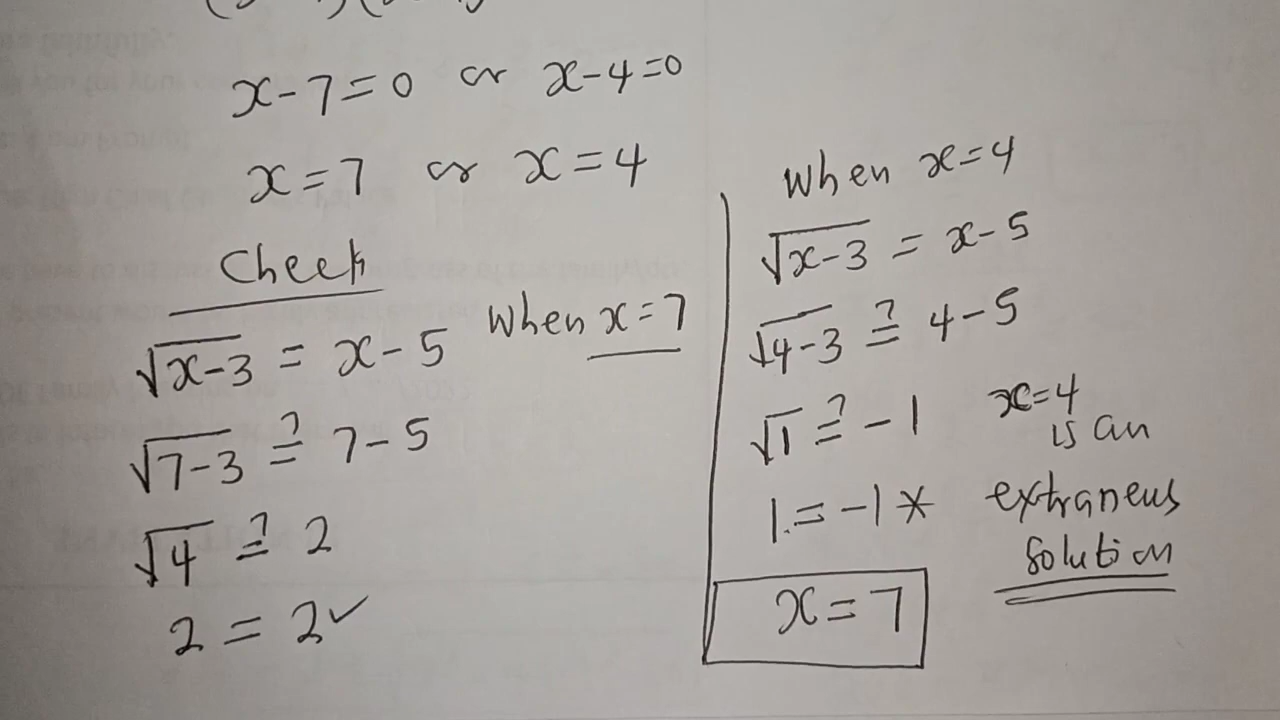 x-7=0 or x-4=0
x=7 or x=4
Check
√x-3 = x-5 when x=7
√7-3 ≟ 7-5
√4 ≟ 2
2 = 2✓
When x=4
√x-3 = x-5
√4-3 ≟ 4-5
√1 ≟ -1
1 = -1 *
x=4
is an
extraneus
solution
x=7